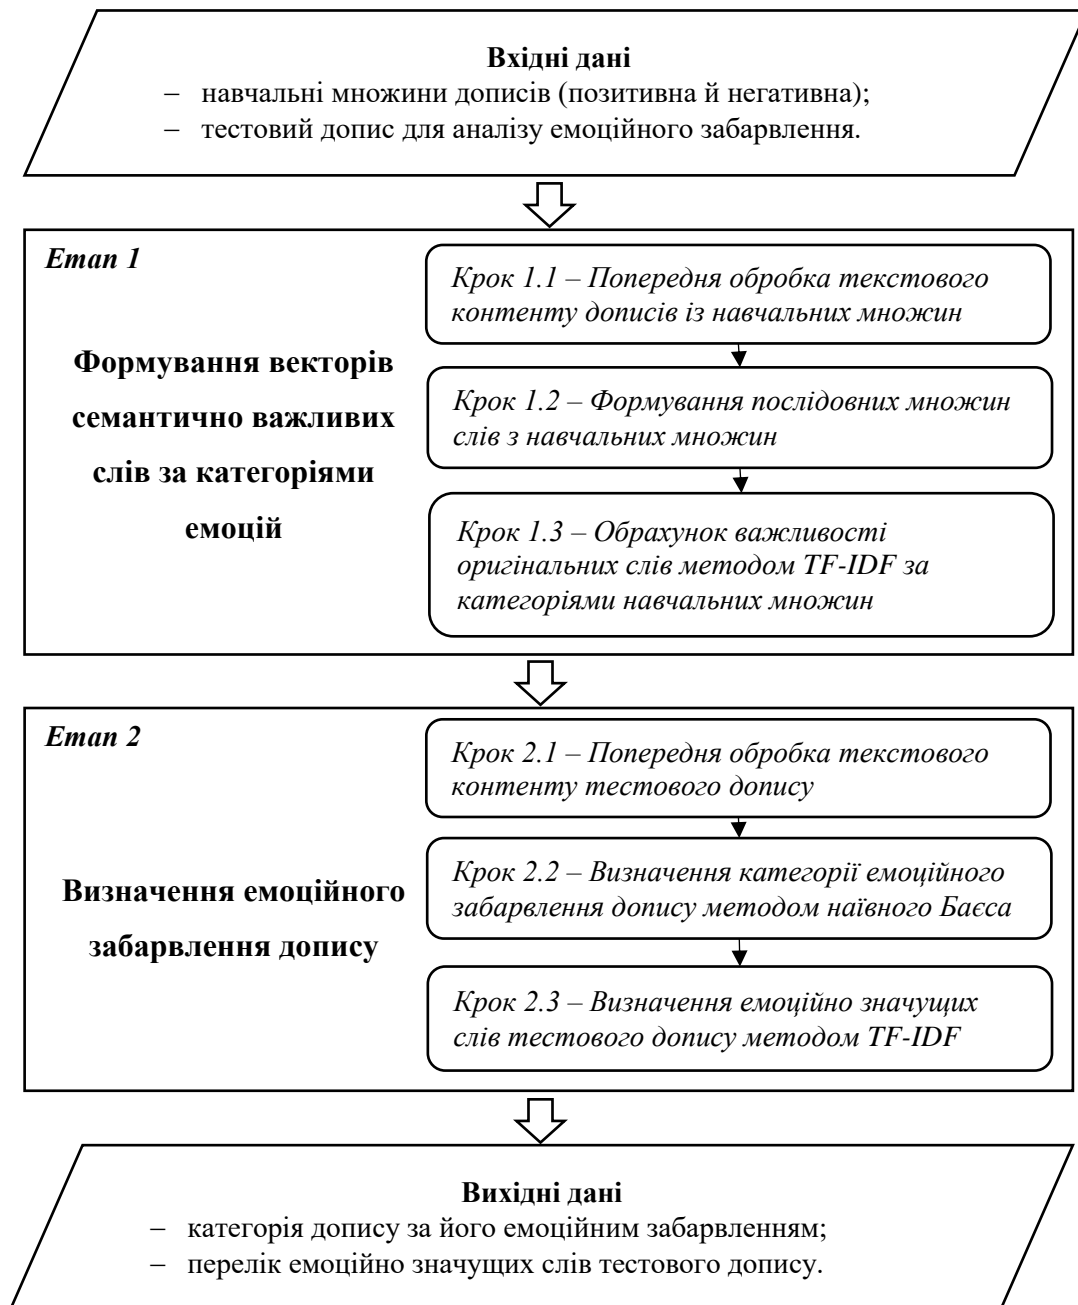 Вхідні дані
– навчальні множини дописів (позитивна й негативна);
– тестовий допис для аналізу емоційного забарвлення.
Етап 1
Формування векторів
семантично важливих
слів за категоріями
емоцій
Крок 1.1 – Попередня обробка текстового
контенту дописів із навчальних множин
Крок 1.2 – Формування послідовних множин
слів з навчальних множин
Крок 1.3 – Обрахунок важливості
оригінальних слів методом TF-IDF за
категоріями навчальних множин
Етап 2
Визначення емоційного
забарвлення допису
Крок 2.1 – Попередня обробка текстового
контенту тестового допису
Крок 2.2 – Визначення категорії емоційного
забарвлення допису методом наївного Баєса
Крок 2.3 – Визначення емоційно значущих
слів тестового допису методом TF-IDF
Вихідні дані
– категорія допису за його емоційним забарвленням;
– перелік емоційно значущих слів тестового допису.